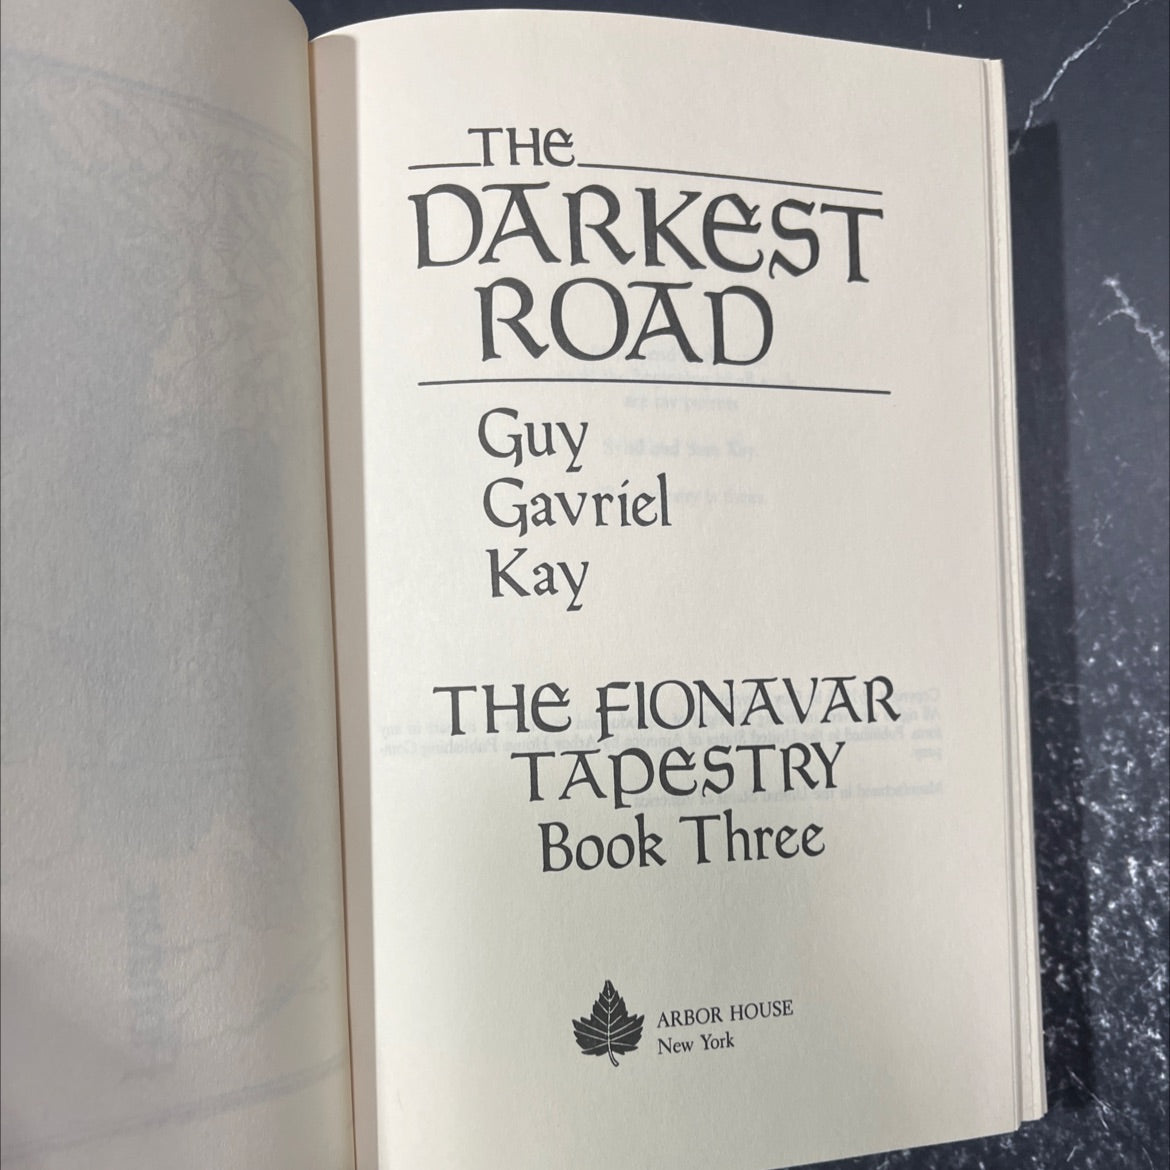 THE
DARKEST
ROAD
Guy
Gavriel
Kay
THE FIONAVAR
TAPESTRY
Book Three
ARBOR HOUSE
New York